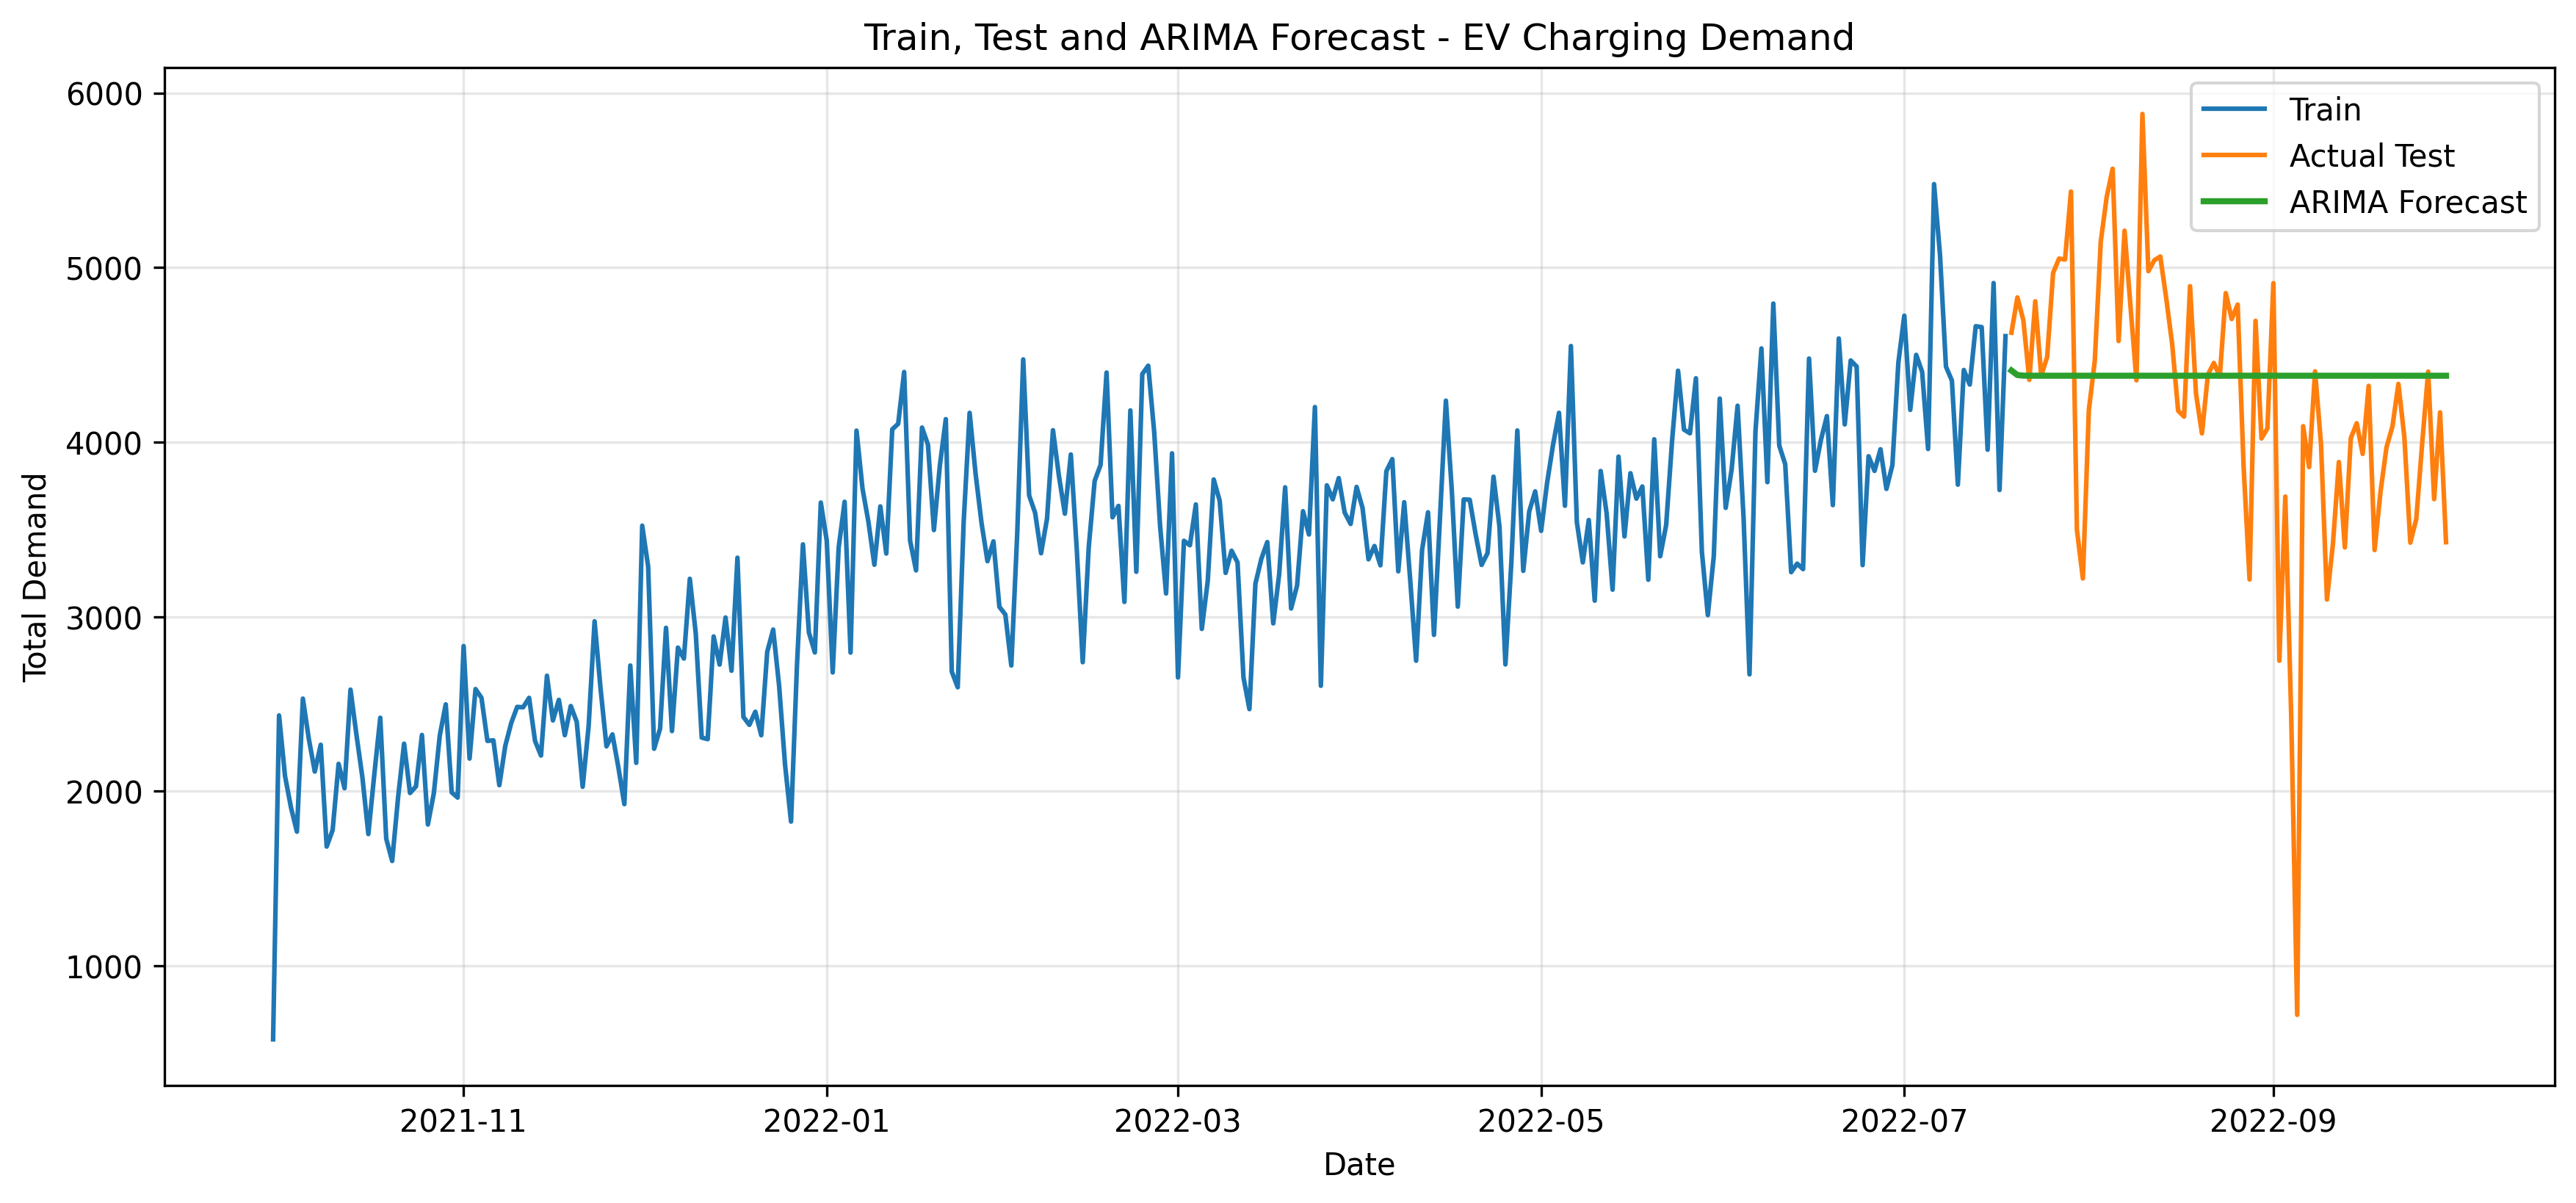 Train, Test and ARIMA Forecast - EV Charging Demand
Train
Actual Test
ARIMA Forecast
Total Demand
6000
5000
4000
3000
2000
1000
2021-11 2022-01 2022-03 2022-05 2022-07 2022-09
Date